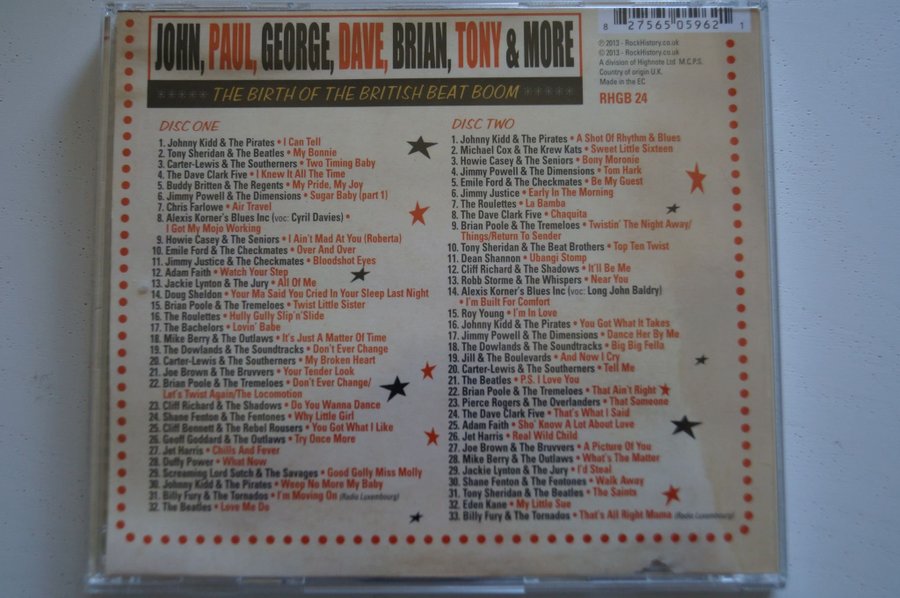 JOHN, PAUL, GEORGE, DAVE, BRIAN, TONY & MORE
THE BIRTH OF THE BRITISH BEAT BOOM
8 27565 05962 1
℗ 2013 - RockHistory.co.uk
© 2013 - RockHistory.co.uk
A division of Highnote Ltd M.C.P.S.
Country of origin U.K.
Made in the EC
RHGB 24
DISC ONE
1. Johnny Kidd & The Pirates • I Can Tell
2. Tony Sheridan & The Beatles • My Bonnie
3. Carter-Lewis & The Southerners • Two Timing Baby
4. The Dave Clark Five • I Knew It All The Time
5. Buddy Britten & The Regents • My Pride, My Joy
6. Jimmy Powell & The Dimensions • Sugar Baby (part 1)
7. Chris Farlowe • Air Travel
8. Alexis Korner's Blues Inc (voc: Cyril Davies) •
I Got My Mojo Working
9. Howie Casey & The Seniors • I Ain't Mad At You (Roberta)
10. Emile Ford & The Checkmates • Over And Over
11. Jimmy Justice & The Checkmates • Bloodshot Eyes
12. Adam Faith • Watch Your Step
13. Jackie Lynton & The Jury • All Of Me
14. Doug Sheldon • Your Ma Said You Cried In Your Sleep Last Night
15. Brian Poole & The Tremeloes • Twist Little Sister
16. The Roulettes • Hully Gully Slip'n'Slide
17. The Bachelors • Lovin' Babe
18. Mike Berry & The Outlaws • It's Just A Matter Of Time
19. The Dowlands & The Soundtracks • Don't Ever Change
20. Carter-Lewis & The Southerners • My Broken Heart
21. Joe Brown & The Bruvvers • Your Tender Look
22. Brian Poole & The Tremeloes • Don't Ever Change/
Let's Twist Again/The Locomotion
23. Cliff Richard & The Shadows • Do You Wanna Dance
24. Shane Fenton & The Fentones • Why Little Girl
25. Cliff Bennett & The Rebel Rousers • You Got What I Like
26. Geoff Goddard & The Outlaws • Try Once More
27. Jet Harris • Chills And Fever
28. Duffy Power • What Now
29. Screaming Lord Sutch & The Savages • Good Golly Miss Molly
30. Johnny Kidd & The Pirates • Weep No More My Baby
31. Billy Fury & The Tornados • I'm Moving On (Radio Luxembourg)
32. The Beatles • Love Me Do
DISC TWO
1. Johnny Kidd & The Pirates • A Shot Of Rhythm & Blues
2. Michael Cox & The Krew Kats • Sweet Little Sixteen
3. Howie Casey & The Seniors • Bony Moronie
4. Jimmy Powell & The Dimensions • Tom Hark
5. Emile Ford & The Checkmates • Be My Guest
6. Jimmy Justice • Early In The Morning
7. The Roulettes • La Bamba
8. The Dave Clark Five • Chaquita
9. Brian Poole & The Tremeloes • Twistin' The Night Away/
Things/Return To Sender
10. Tony Sheridan & The Beat Brothers • Top Ten Twist
11. Dean Shannon • Ubangi Stomp
12. Cliff Richard & The Shadows • It'll Be Me
13. Robb Storme & The Whispers • Near You
14. Alexis Korner's Blues Inc (voc: Long John Baldry)
• I'm Built For Comfort
15. Roy Young • I'm In Love
16. Johnny Kidd & The Pirates • You Got What It Takes
17. Jimmy Powell & The Dimensions • Dance Her By Me
18. The Dowlands & The Soundtracks • Big Big Fella
19. Jill & The Boulevards • And Now I Cry
20. Carter-Lewis & The Southerners • Tell Me
21. The Beatles • P.S. I Love You
22. Brian Poole & The Tremeloes • That Ain't Right
23. Pierce Rogers & The Overlanders • That Someone
24. The Dave Clark Five • That's What I Said
25. Adam Faith • Sho' Know A Lot About Love
26. Jet Harris • Real Wild Child
27. Joe Brown & The Bruvvers • A Picture Of You
28. Mike Berry & The Outlaws • What's The Matter
29. Jackie Lynton & The Jury • I'd Steal
30. Shane Fenton & The Fentones • Walk Away
31. Tony Sheridan & The Beatles • The Saints
32. Eden Kane • My Little Sue
33. Billy Fury & The Tornados • That's All Right Mama (Radio Luxembourg)